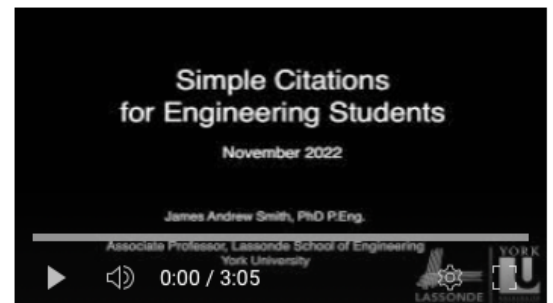 Simple Citations
for Engineering Students
November 2022
James Andrew Smith, PhD P.Eng.
Associate Professor, Lassonde School of Engineering
York University
0:00 / 3:05
LASSONDE
YORK
U